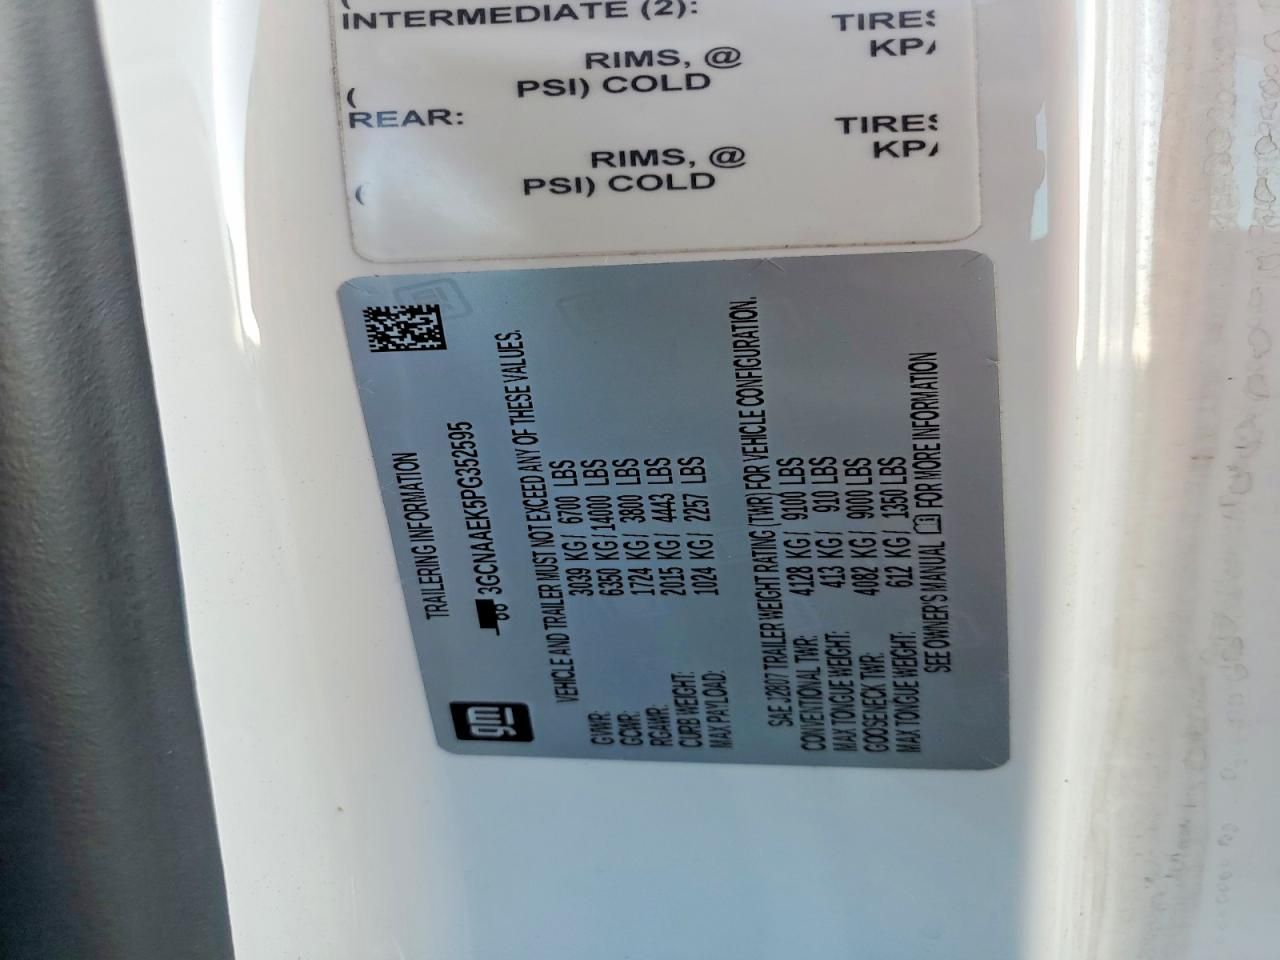 INTERMEDIATE (2): TIRES
RIMS, @ KPA
( PSI) COLD
REAR: TIRES
RIMS, @ KPA
( PSI) COLD
TRAILERING INFORMATION
3GCNAAEK5PG352595
gm
VEHICLE AND TRAILER MUST NOT EXCEED ANY OF THESE VALUES.
GVWR: 3039 KG/ 6700 LBS
GCWR: 6350 KG/14000 LBS
RGAWR: 1724 KG/ 3800 LBS
CURB WEIGHT: 2015 KG/ 4443 LBS
MAX PAYLOAD: 1024 KG/ 2257 LBS
SAE J2807 TRAILER WEIGHT RATING (TWR) FOR VEHICLE CONFIGURATION.
CONVENTIONAL TWR: 4128 KG/ 9100 LBS
MAX TONGUE WEIGHT: 413 KG/ 910 LBS
GOOSENECK TWR: 4082 KG/ 9000 LBS
MAX TONGUE WEIGHT: 612 KG/ 1350 LBS
SEE OWNER'S MANUAL FOR MORE INFORMATION